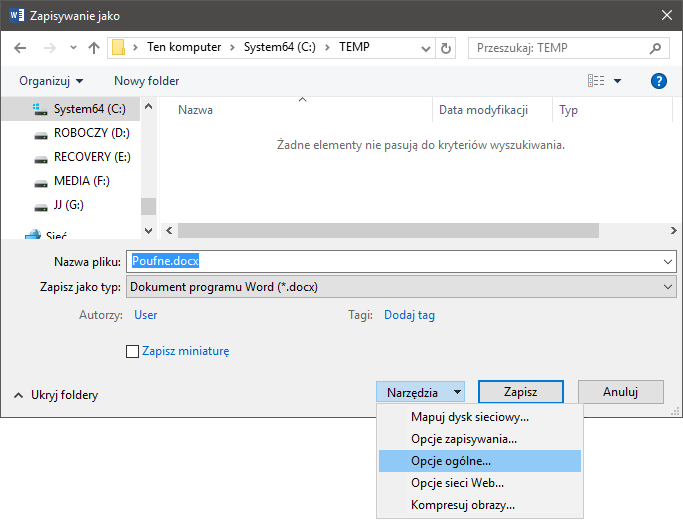 Zapisywanie jako
Ten komputer > System64 (C:) > TEMP
Przeszukaj: TEMP
Organizuj
Nowy folder
System64 (C:)
ROBOCZY (D:)
RECOVERY (E:)
MEDIA (F:)
JJ (G:)
Sieć
Nazwa
Data modyfikacji
Typ
Żadne elementy nie pasują do kryteriów wyszukiwania.
Nazwa pliku: Poufne.docx
Zapisz jako typ: Dokument programu Word (*.docx)
Autorzy: User
Tagi: Dodaj tag
Zapisz miniaturę
Ukryj foldery
Narzędzia
Zapisz
Anuluj
Mapuj dysk sieciowy...
Opcje zapisywania...
Opcje ogólne...
Opcje sieci Web...
Kompresuj obrazy...